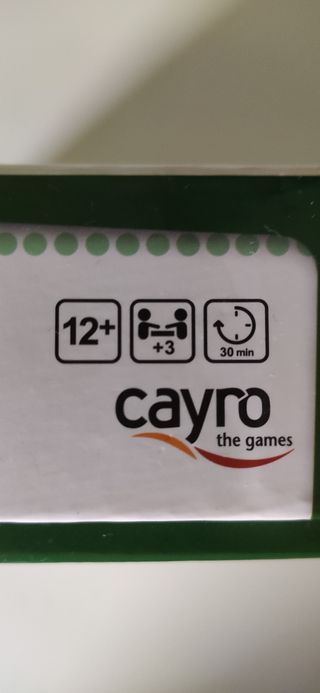 12+
+3
30 min
cayro
the games